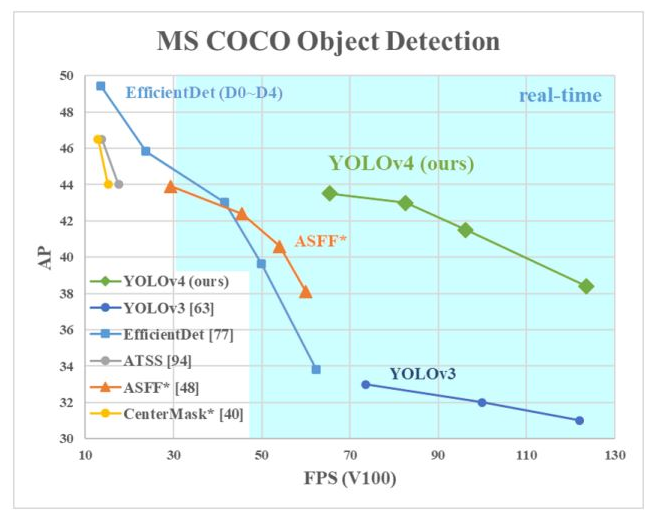 MS COCO Object Detection
50
EfficientDet (D0~D4)
real-time
48
46
YOLOv4 (ours)
44
42
ASFF*
AP
40
YOLOv4 (ours)
38
YOLOv3 [63]
36
EfficientDet [77]
YOLOv3
34
ATSS [94]
ASFF* [48]
32
CenterMask* [40]
30
10 30 50 70 90 110 130
FPS (V100)